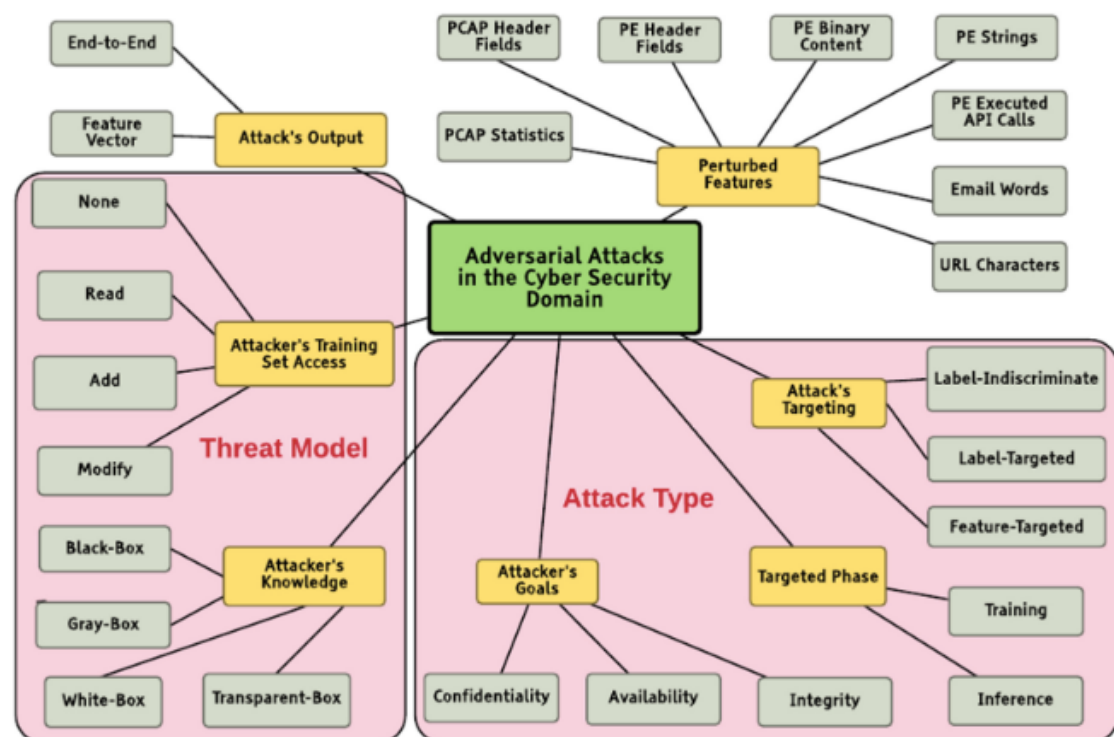 End-to-End
Feature
Vector
Attack's Output
PCAP Header
Fields
PE Header
Fields
PE Binary
Content
PE Strings
PCAP Statistics
PE Executed
API Calls
Perturbed
Features
Email Words
URL Characters
Adversarial Attacks
in the Cyber Security
Domain
None
Read
Add
Modify
Attacker's Training
Set Access
Threat Model
Black-Box
Gray-Box
White-Box
Transparent-Box
Attacker's
Knowledge
Attack's
Targeting
Label-Indiscriminate
Label-Targeted
Feature-Targeted
Attack Type
Attacker's
Goals
Targeted Phase
Training
Inference
Confidentiality
Availability
Integrity